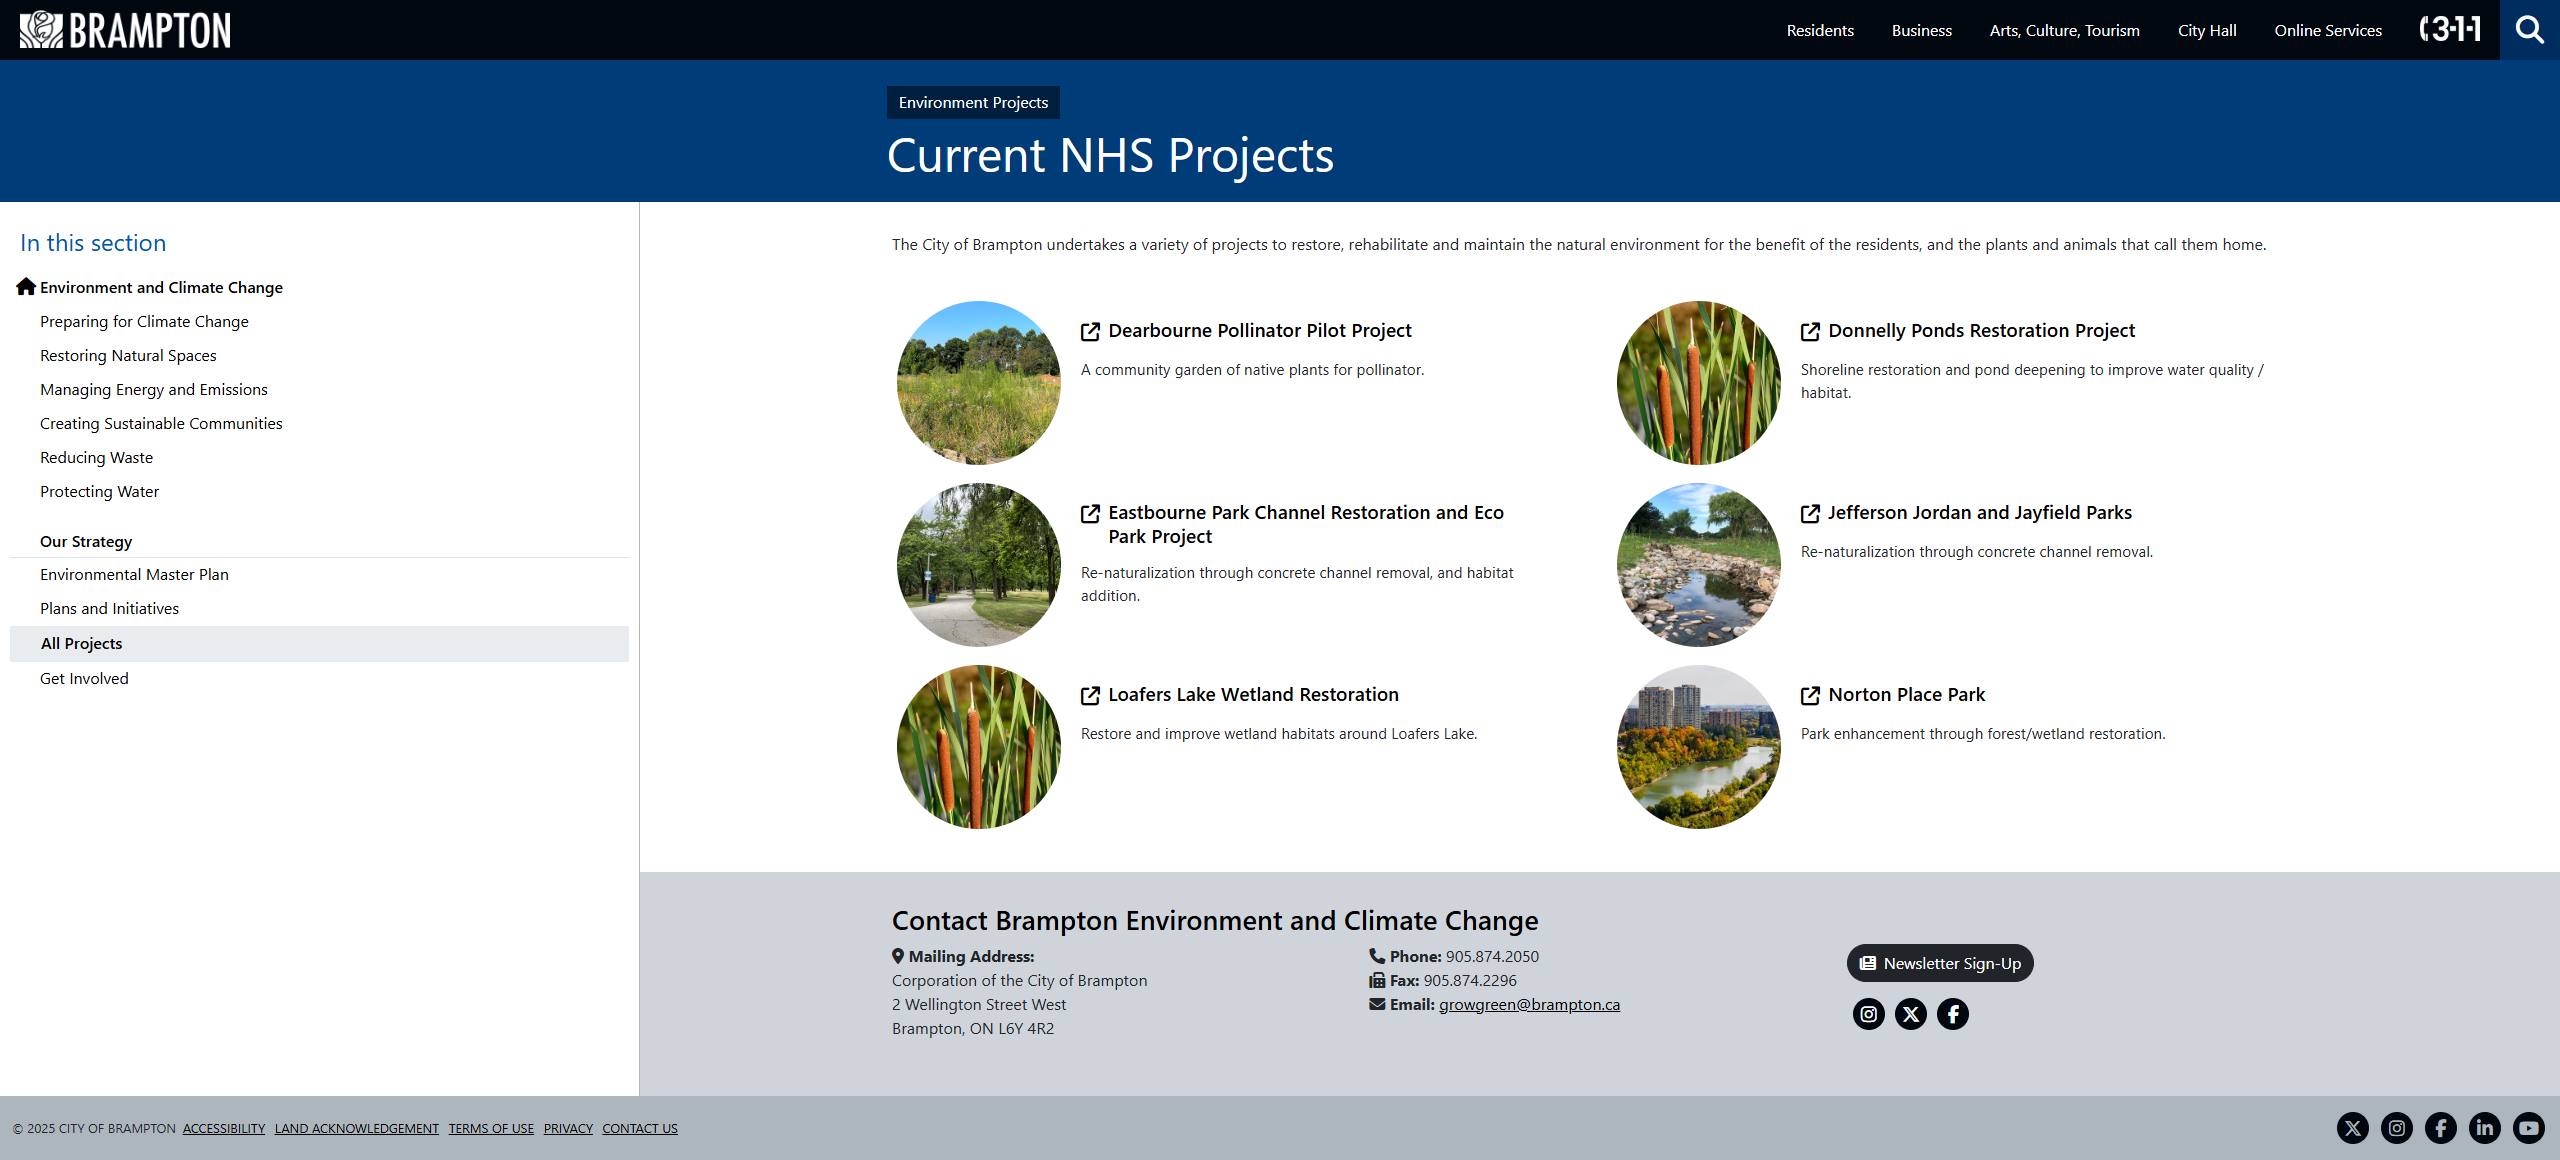 BRAMPTON
Residents
Business
Arts, Culture, Tourism
City Hall
Online Services
3-1-1
Environment Projects
Current NHS Projects
In this section
Environment and Climate Change
Preparing for Climate Change
Restoring Natural Spaces
Managing Energy and Emissions
Creating Sustainable Communities
Reducing Waste
Protecting Water
Our Strategy
Environmental Master Plan
Plans and Initiatives
All Projects
Get Involved
The City of Brampton undertakes a variety of projects to restore, rehabilitate and maintain the natural environment for the benefit of the residents, and the plants and animals that call them home.
Dearbourne Pollinator Pilot Project
A community garden of native plants for pollinator.
Donnelly Ponds Restoration Project
Shoreline restoration and pond deepening to improve water quality /
habitat.
Eastbourne Park Channel Restoration and Eco
Park Project
Re-naturalization through concrete channel removal, and habitat
addition.
Jefferson Jordan and Jayfield Parks
Re-naturalization through concrete channel removal.
Loafers Lake Wetland Restoration
Restore and improve wetland habitats around Loafers Lake.
Norton Place Park
Park enhancement through forest/wetland restoration.
Contact Brampton Environment and Climate Change
Mailing Address:
Corporation of the City of Brampton
2 Wellington Street West
Brampton, ON L6Y 4R2
Phone: 905.874.2050
Fax: 905.874.2296
Email: growgreen@brampton.ca
Newsletter Sign-Up
© 2025 CITY OF BRAMPTON ACCESSIBILITY LAND ACKNOWLEDGEMENT TERMS OF USE PRIVACY CONTACT US